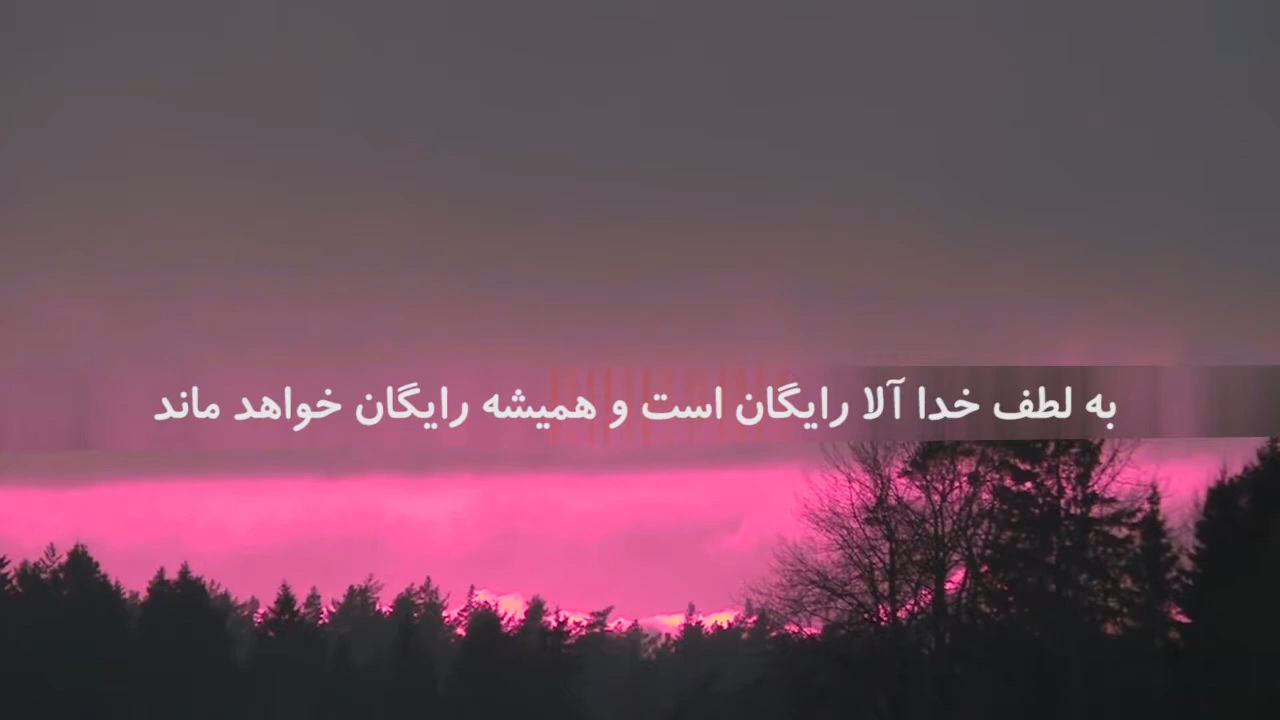 به لطف خدا آلا رایگان است و همیشه رایگان خواهد ماند